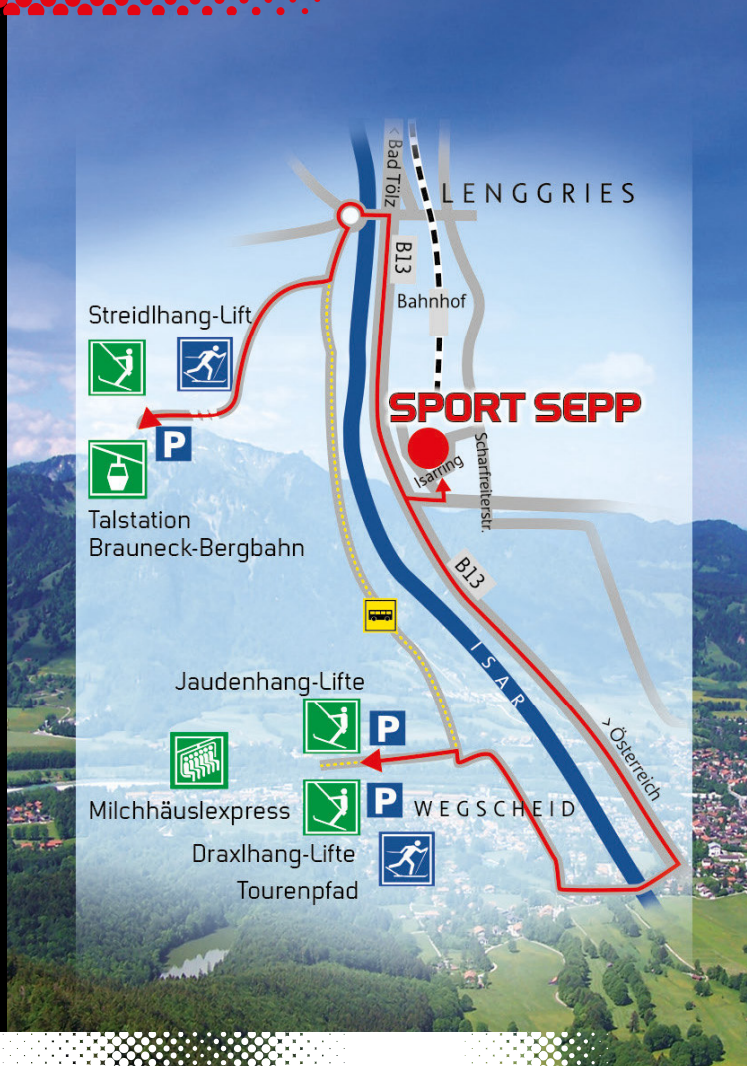 < Bad Tölz
LENGGRIES
B13
Bahnhof
Streidlhang-Lift
SPORT SEPP
P
Isarring
Scharfreiterstr.
Talstation
Brauneck-Bergbahn
B13
ISAR
Jaudenhang-Lifte
P
> Österreich
Milchhäuslexpress
P
WEGSCHEID
Draxlhang-Lifte
Tourenpfad